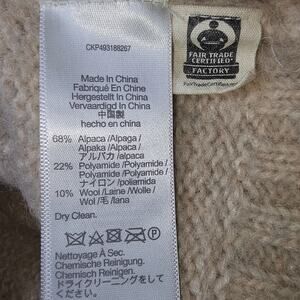 CKP493188267
Made In China
Fabriqué En Chine
Hergestellt In China
Vervaardigd In China
中国製
hecho en china
68% Alpaca /Alpaga /
Alpaka /Alpaca /
アルパカ /alpaca
22% Polyamide /Polyamide /
Polyamide /Polyamide /
ナイロン /poliamida
10% Wool /Laine /Wolle /
Wol /毛 /lana
Dry Clean.
P
Nettoyage À Sec.
Chemische Reinigung.
Chemisch Reinigen.
ドライクリーニングをして
ください。
FAIR TRADE
CERTIFIED
FACTORY